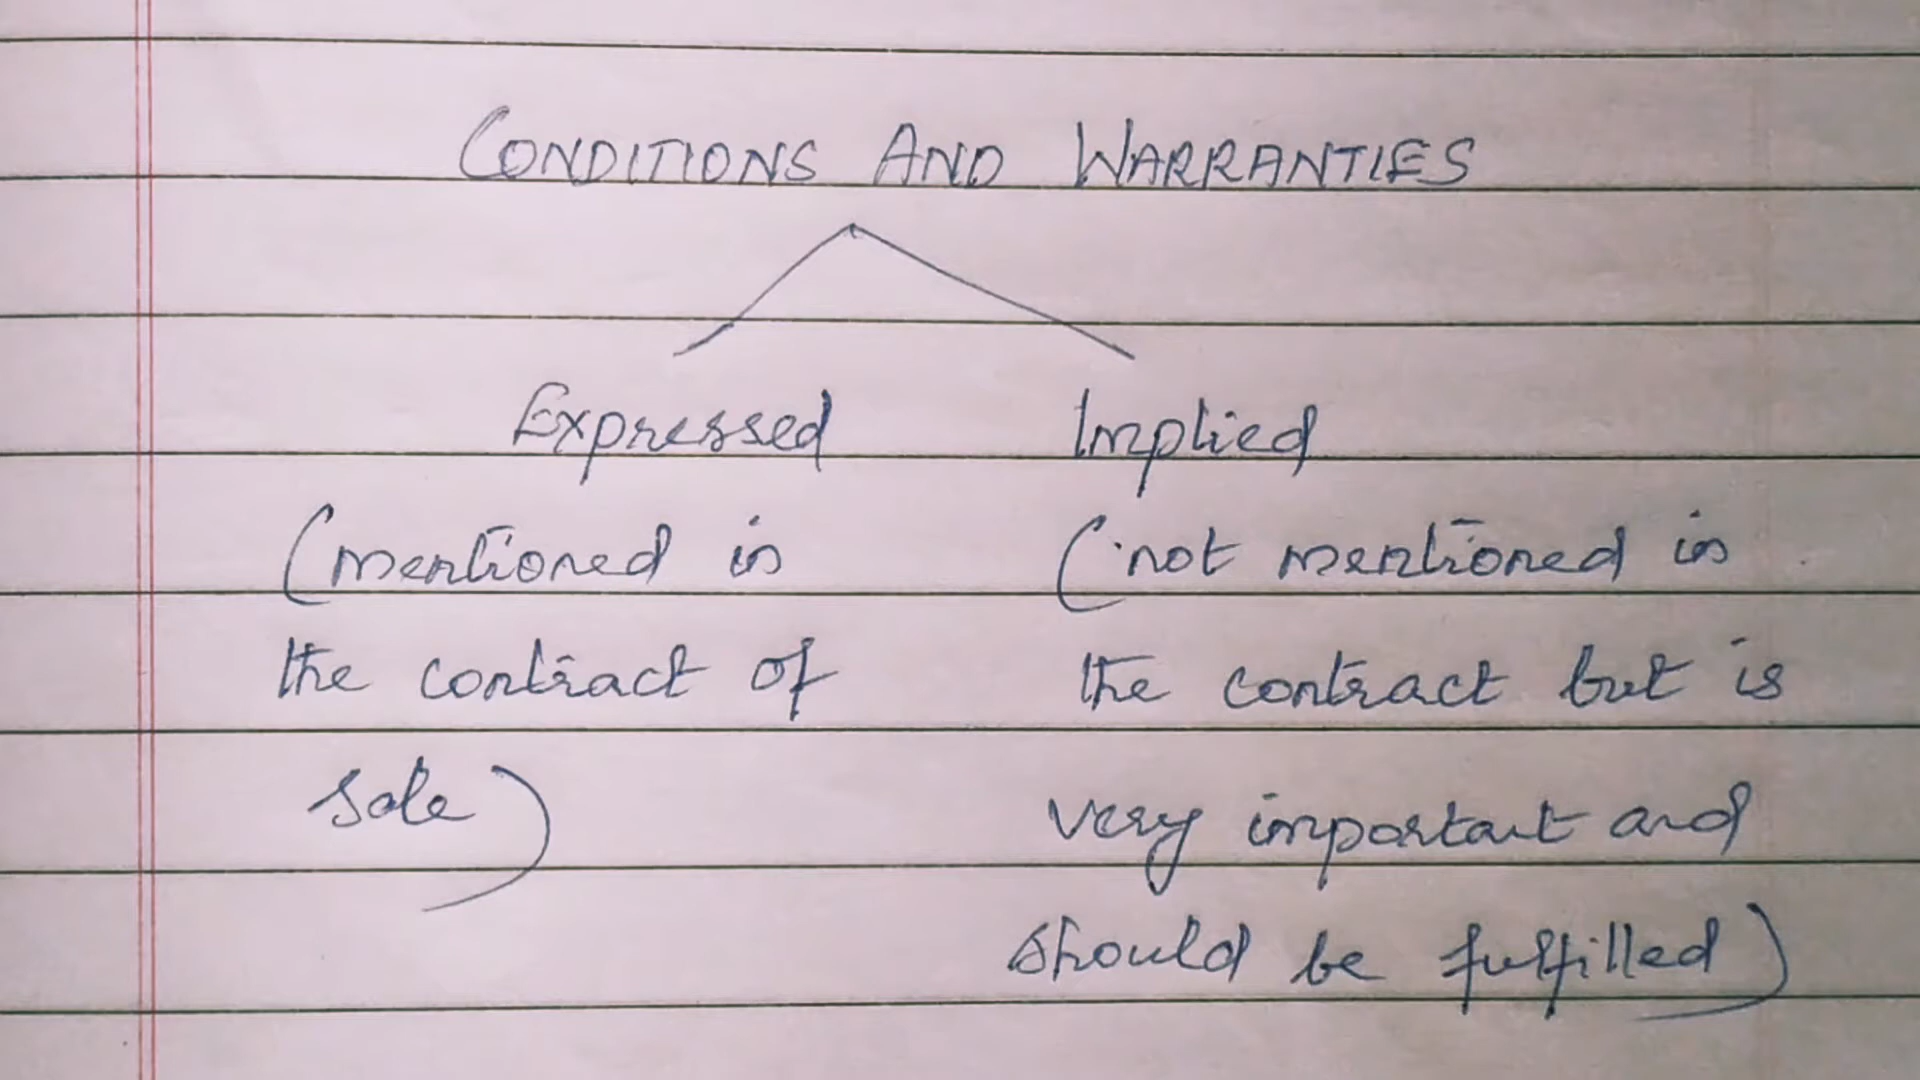 CONDITIONS AND WARRANTIES
Expressed Implied
(mentioned in (not mentioned in
the contract of the contract but is
sale) very important and
should be fulfilled)